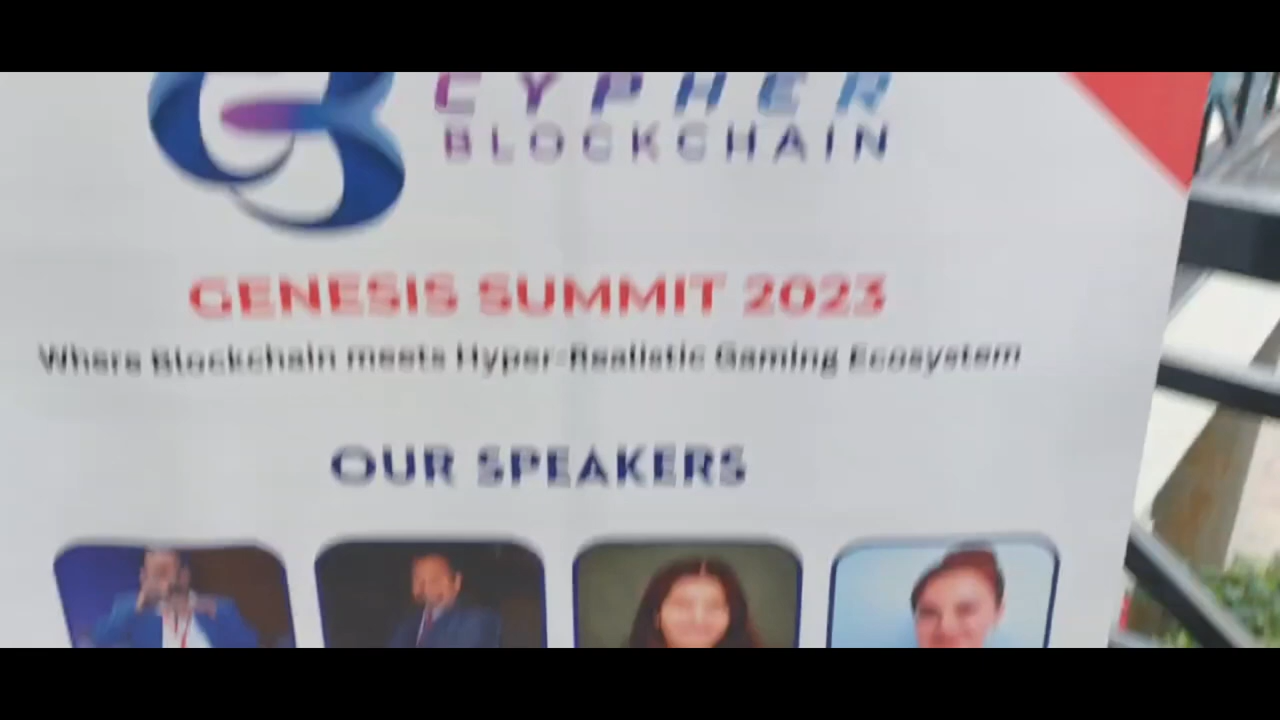 CYPHER
BLOCKCHAIN
GENESIS SUMMIT 2023
Where Blockchain meets Hyper-Realistic Gaming Ecosystem
OUR SPEAKERS